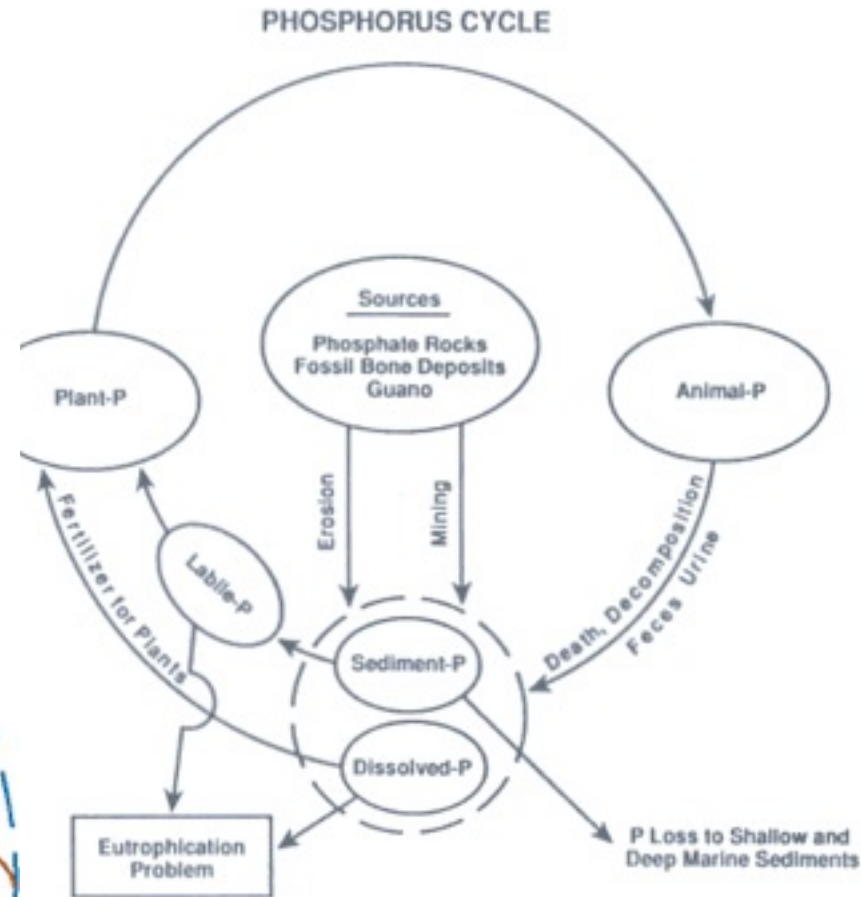 PHOSPHORUS CYCLE
Sources
Phosphate Rocks
Fossil Bone Deposits
Guano
Plant-P
Animal-P
Erosion
Mining
Fertilizer for Plants
Labile-P
Death, Decomposition
Feces Urine
Sediment-P
Dissolved-P
Eutrophication
Problem
P Loss to Shallow and
Deep Marine Sediments